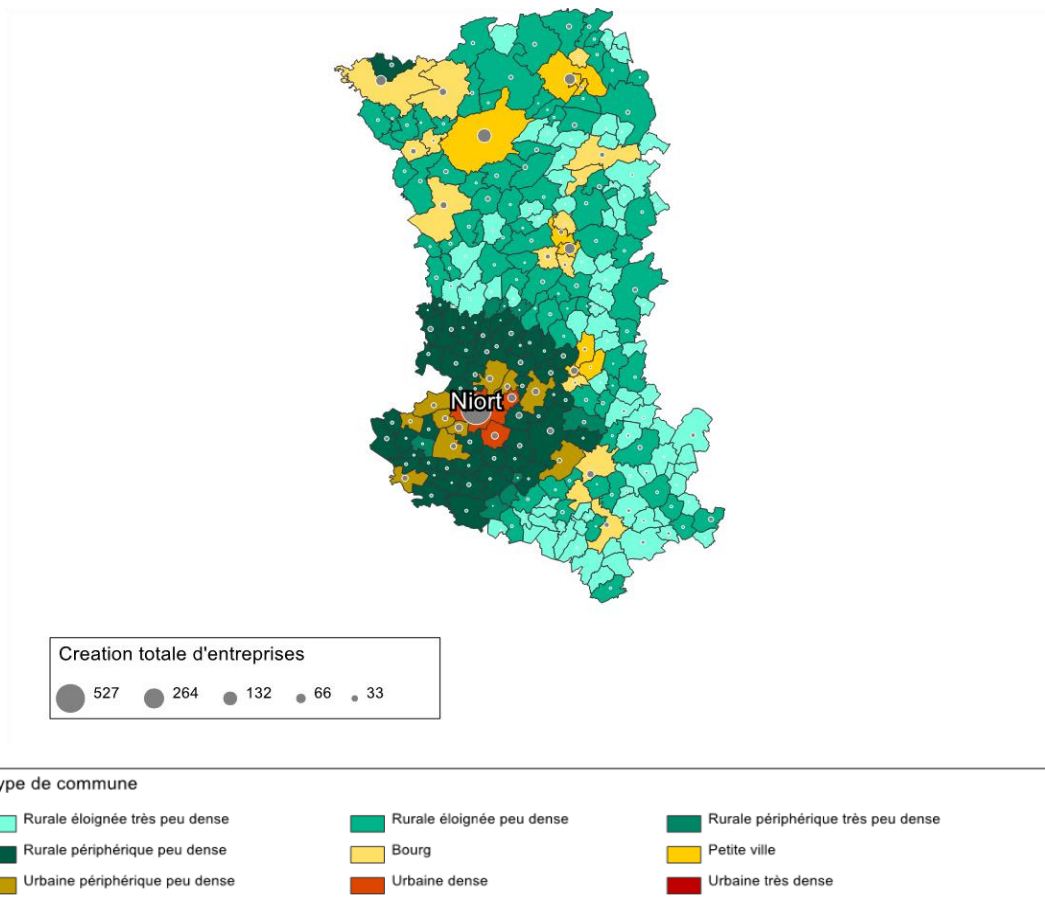 Niort
Creation totale d'entreprises
527 264 132 66 33
ype de commune
Rurale éloignée très peu dense Rurale éloignée peu dense Rurale périphérique très peu dense
Rurale périphérique peu dense Bourg Petite ville
Urbaine périphérique peu dense Urbaine dense Urbaine très dense